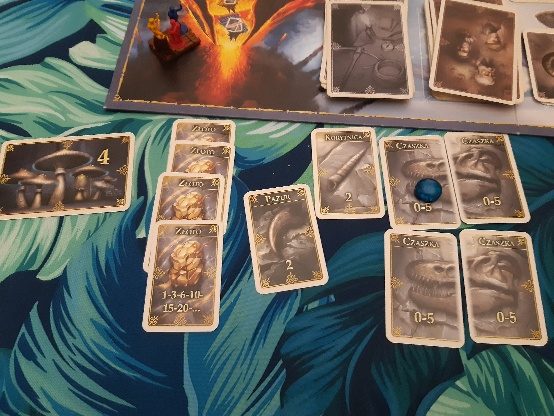 4
Złoto
Złoto
Złoto
Złoto
1-3-6-10-
15-20-...
Pazur
2
Kokrytnica
2
Czaszka
0-5
Czaszka
0-5
Czaszka
0-5
Czaszka
0-5